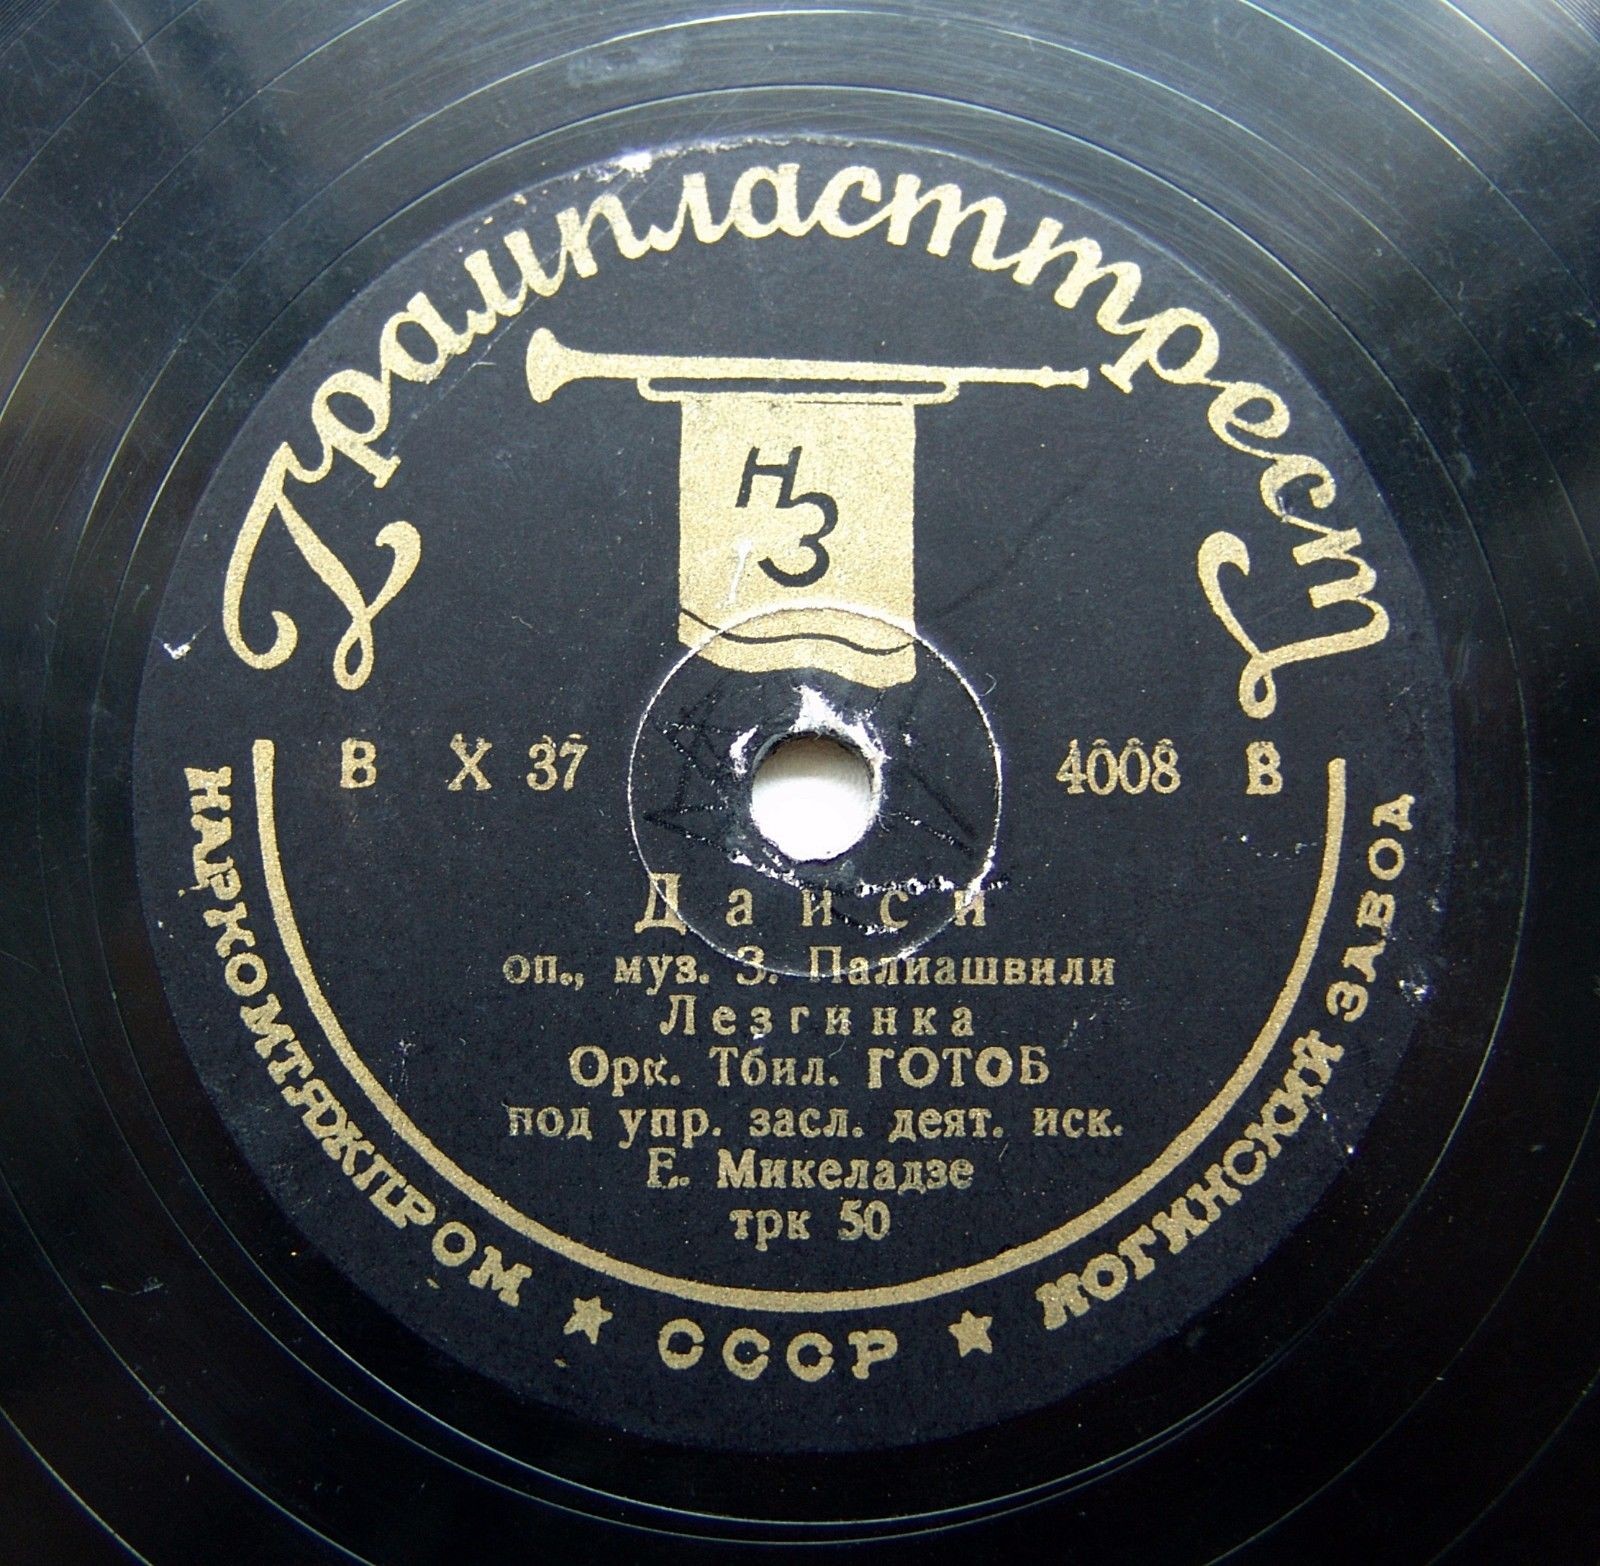 Грампласттрест
НЗ
В Х 37 4008 В
Даиси
оп., муз. З. Палиашвили
Лезгинка
Орк. Тбил. ГОТОБ
под упр. засл. деят. иск.
Е. Микеладзе
трк 50
НАРКОМТЯЖПРОМ ★ СССР ★ НОГИНСКИЙ ЗАВОД